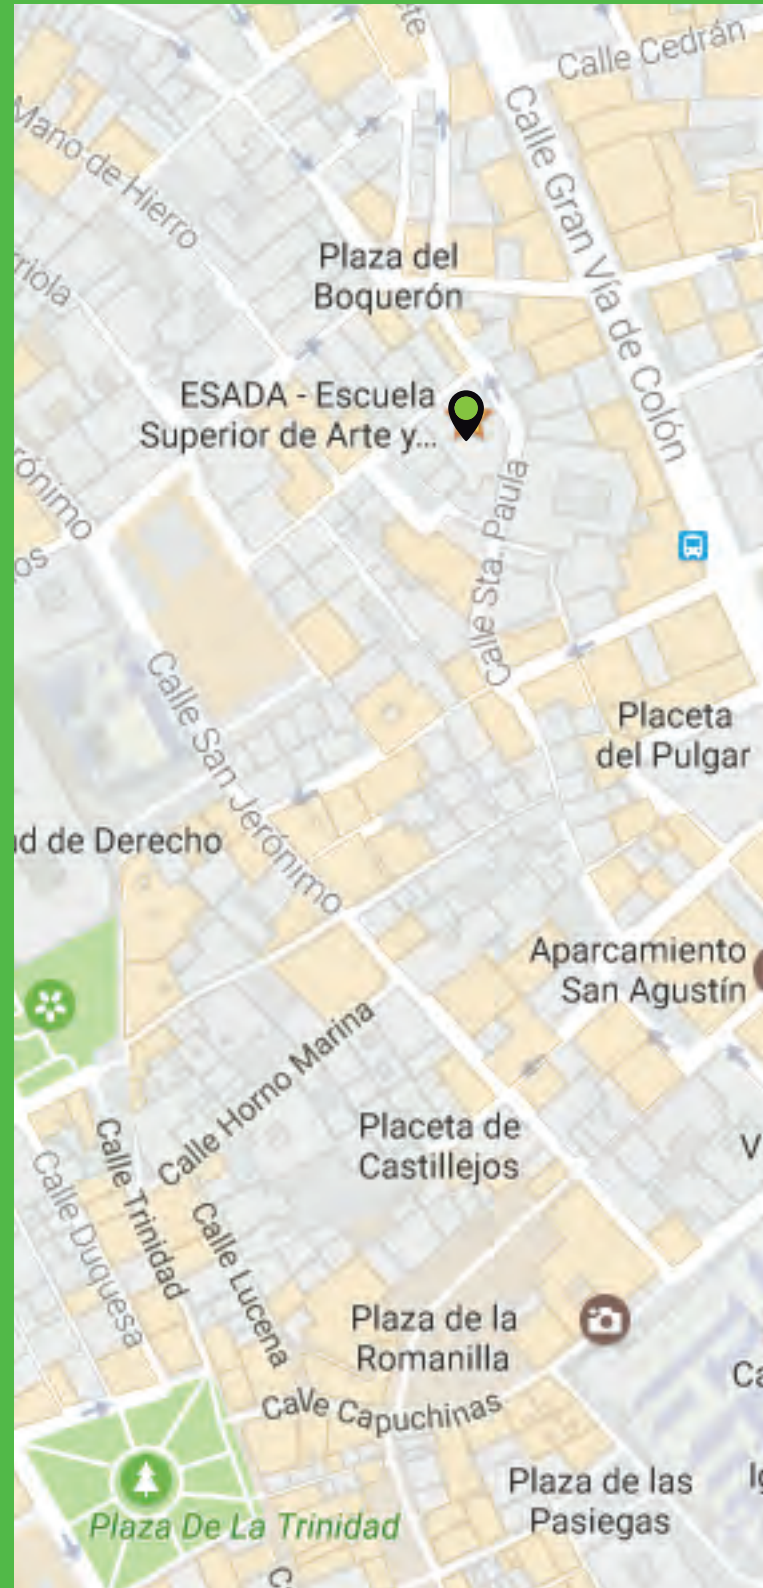 Calle Cedrán
Calle Gran Vía de Colón
Mano de Hierro
Plaza del
Boquerón
ESADA - Escuela
Superior de Arte y...
Calle Sta. Paula
Calle San Jerónimo
Placeta
del Pulgar
de Derecho
Aparcamiento
San Agustín
Calle Horno Marina
Placeta de
Castillejos
Calle Trinidad
Calle Duquesa
Calle Lucena
Plaza de la
Romanilla
CaVe Capuchinas
Plaza de las
Pasiegas
Plaza De La Trinidad